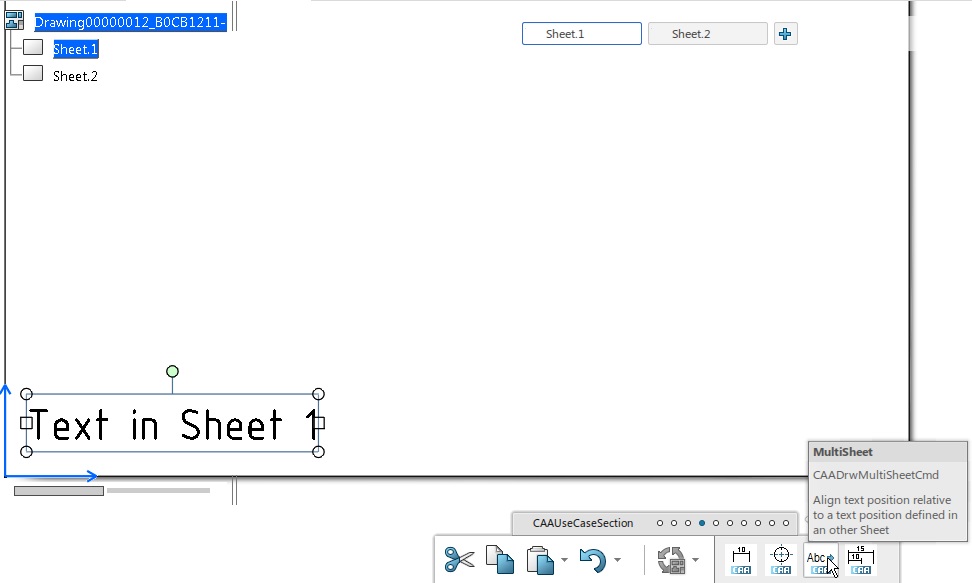 Drawing00000012_B0CB1211-
Sheet.1
Sheet.2
Sheet.1
Sheet.2
Text in Sheet 1
MultiSheet
CAADrwMultiSheetCmd
Align text position relative
to a text position defined in
an other Sheet
CAAUseCaseSection
10
CAA
CAA
Abc
CAA
15
10
CAA